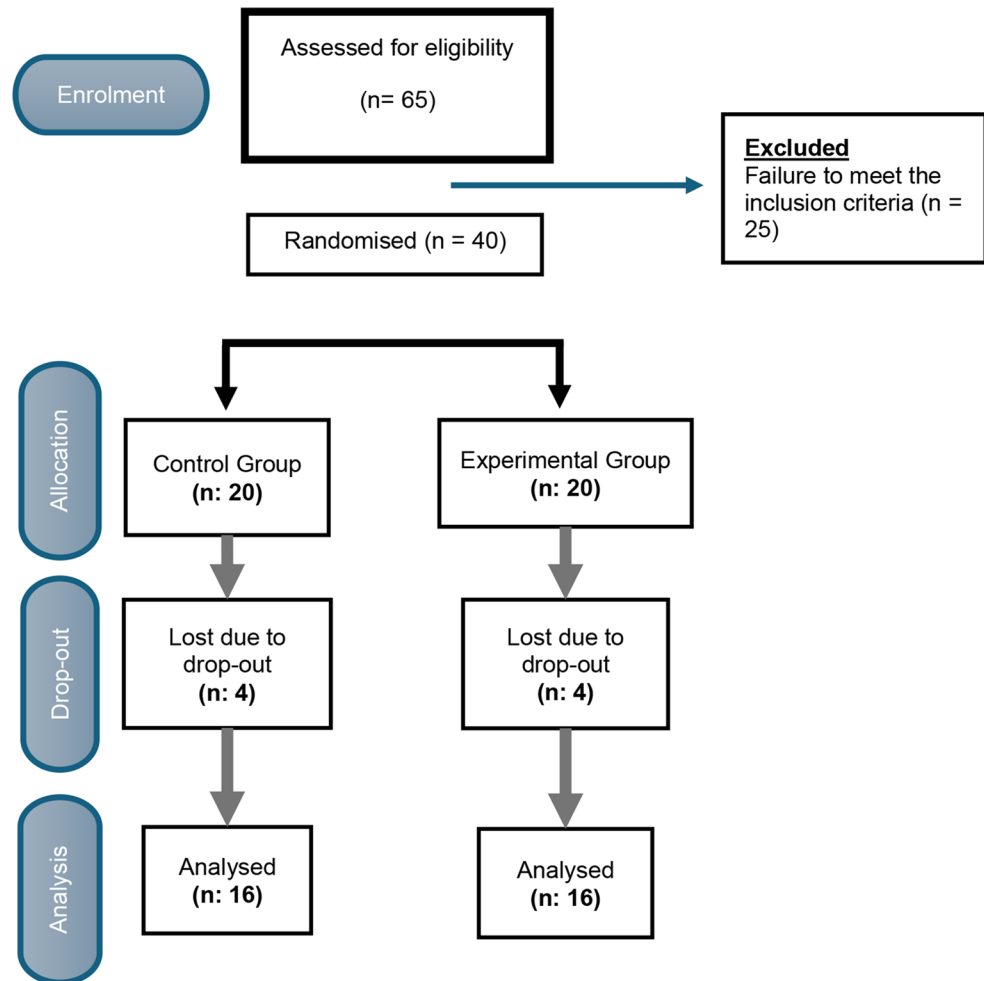 Enrolment
Assessed for eligibility
(n= 65)
Excluded
Failure to meet the
inclusion criteria (n =
25)
Randomised (n = 40)
Allocation
Control Group
(n: 20)
Experimental Group
(n: 20)
Drop-out
Lost due to
drop-out
(n: 4)
Lost due to
drop-out
(n: 4)
Analysis
Analysed
(n: 16)
Analysed
(n: 16)